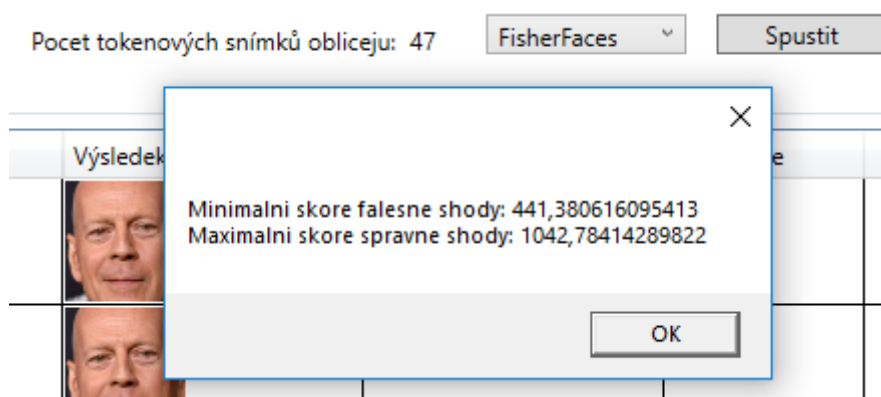 Pocet tokenových snímků obliceju: 47
FisherFaces
Spustit
Výsledek
e
Minimalni skore falesne shody: 441,380616095413
Maximalni skore spravne shody: 1042,78414289822
OK